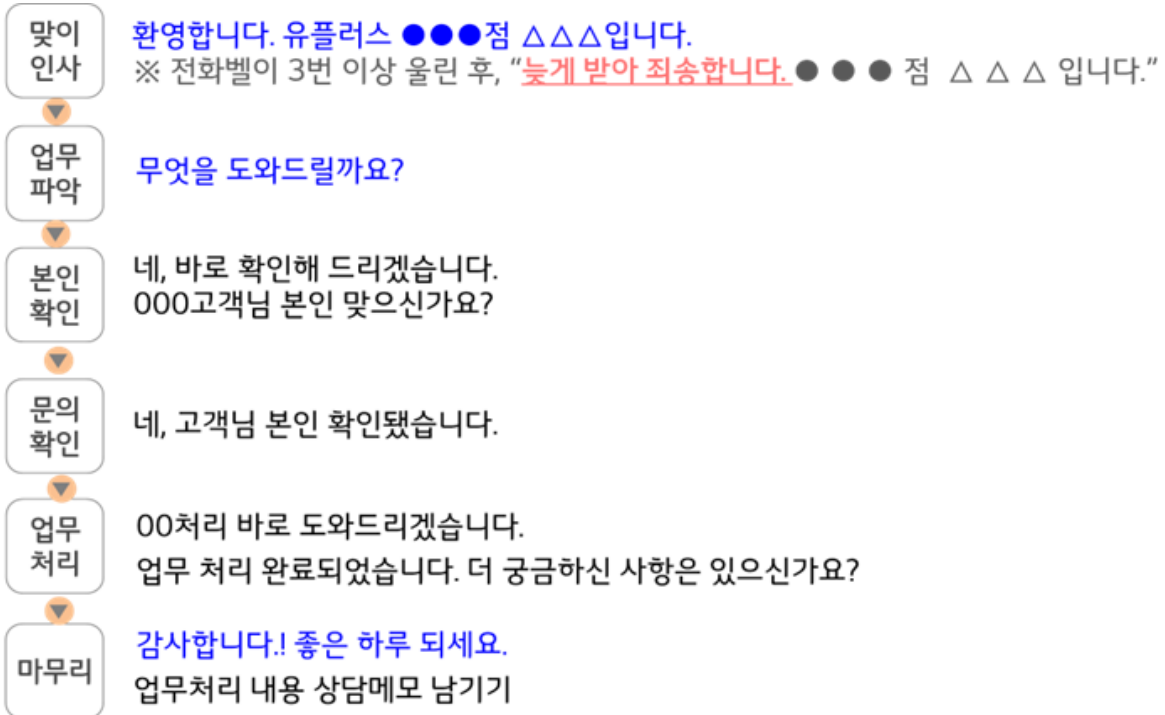 맞이
인사
환영합니다. 유플러스 ●●●점 △△△입니다.
※ 전화벨이 3번 이상 울린 후, “늦게 받아 죄송합니다. ● ● ● 점 △ △ △ 입니다.”
▼
업무
파악
무엇을 도와드릴까요?
▼
본인
확인
네, 바로 확인해 드리겠습니다.
000고객님 본인 맞으신가요?
▼
문의
확인
네, 고객님 본인 확인됐습니다.
▼
업무
처리
00처리 바로 도와드리겠습니다.
업무 처리 완료되었습니다. 더 궁금하신 사항은 있으신가요?
▼
마무리
감사합니다.! 좋은 하루 되세요.
업무처리 내용 상담메모 남기기